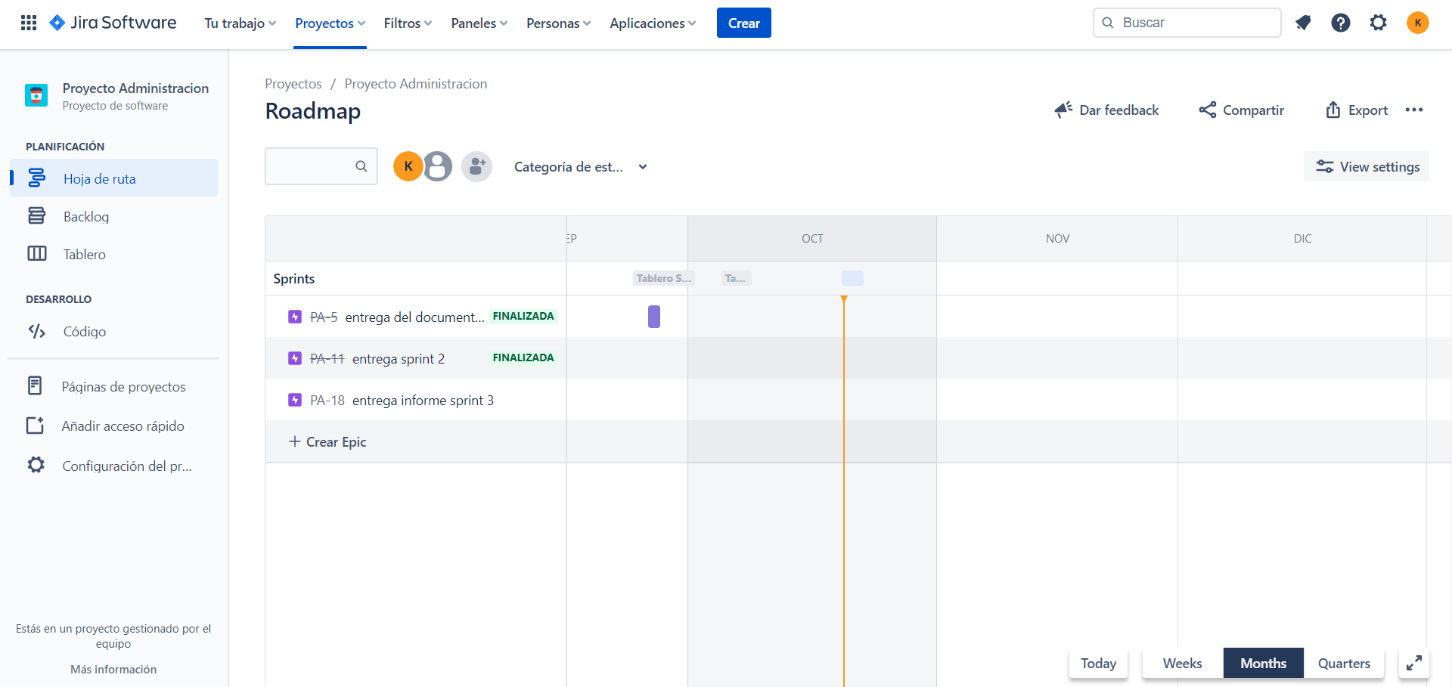 Jira Software Tu trabajo Proyectos Filtros Paneles Personas Aplicaciones Crear Buscar K
Proyecto Administracion
Proyecto de software
PLANIFICACIÓN
Hoja de ruta
Backlog
Tablero
DESARROLLO
Código
Páginas de proyectos
Añadir acceso rápido
Configuración del pr...
Estás en un proyecto gestionado por el
equipo
Más información
Proyectos / Proyecto Administracion
Roadmap
Dar feedback Compartir Export
K Categoría de est... View settings
EP OCT NOV DIC
Sprints Tablero S... Ta...
PA-5 entrega del document... FINALIZADA
PA-11 entrega sprint 2 FINALIZADA
PA-18 entrega informe sprint 3
+ Crear Epic
Today Weeks Months Quarters